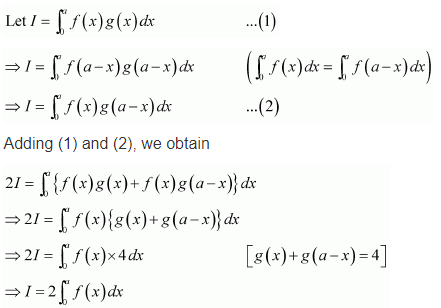 Let I = ∫₀ᵃ f(x)g(x)dx ...(1)
⇒ I = ∫₀ᵃ f(a−x)g(a−x)dx (∫₀ᵃ f(x)dx = ∫₀ᵃ f(a−x)dx)
⇒ I = ∫₀ᵃ f(x)g(a−x)dx ...(2)
Adding (1) and (2), we obtain
2I = ∫₀ᵃ {f(x)g(x)+f(x)g(a−x)}dx
⇒ 2I = ∫₀ᵃ f(x){g(x)+g(a−x)}dx
⇒ 2I = ∫₀ᵃ f(x)×4dx [g(x)+g(a−x)=4]
⇒ I = 2∫₀ᵃ f(x)dx